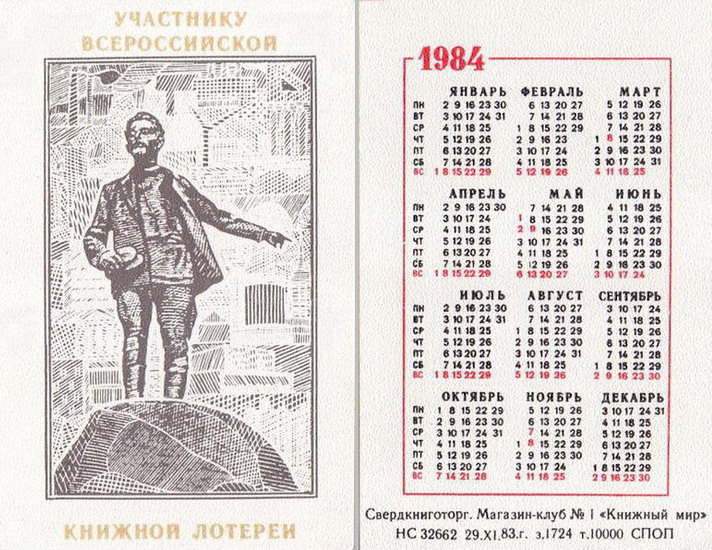 УЧАСТНИКУ
ВСЕРОССИЙСКОЙ
КНИЖНОЙ ЛОТЕРЕИ
1984
ЯНВАРЬ ФЕВРАЛЬ МАРТ
ПН 2 9 16 23 30 6 13 20 27 5 12 19 26
ВТ 3 10 17 24 31 7 14 21 28 6 13 20 27
СР 4 11 18 25 1 8 15 22 29 7 14 21 28
ЧТ 5 12 19 26 2 9 16 23 1 8 15 22 29
ПТ 6 13 20 27 3 10 17 24 2 9 16 23 30
СБ 7 14 21 28 4 11 18 25 3 10 17 24 31
ВС 1 8 15 22 29 5 12 19 26 4 11 18 25
АПРЕЛЬ МАЙ ИЮНЬ
ПН 2 9 16 23 30 7 14 21 28 4 11 18 25
ВТ 3 10 17 24 1 8 15 22 29 5 12 19 26
СР 4 11 18 25 2 9 16 23 30 6 13 20 27
ЧТ 5 12 19 26 3 10 17 24 31 7 14 21 28
ПТ 6 13 20 27 4 11 18 25 1 8 15 22 29
СБ 7 14 21 28 5 12 19 26 2 9 16 23 30
ВС 1 8 15 22 29 6 13 20 27 3 10 17 24
ИЮЛЬ АВГУСТ СЕНТЯБРЬ
ПН 2 9 16 23 30 6 13 20 27 3 10 17 24
ВТ 3 10 17 24 31 7 14 21 28 4 11 18 25
СР 4 11 18 25 1 8 15 22 29 5 12 19 26
ЧТ 5 12 19 26 2 9 16 23 30 6 13 20 27
ПТ 6 13 20 27 3 10 17 24 31 7 14 21 28
СБ 7 14 21 28 4 11 18 25 1 8 15 22 29
ВС 1 8 15 22 29 5 12 19 26 2 9 16 23 30
ОКТЯБРЬ НОЯБРЬ ДЕКАБРЬ
ПН 1 8 15 22 29 5 12 19 26 3 10 17 24 31
ВТ 2 9 16 23 30 6 13 20 27 4 11 18 25
СР 3 10 17 24 31 7 14 21 28 5 12 19 26
ЧТ 4 11 18 25 1 8 15 22 29 6 13 20 27
ПТ 5 12 19 26 2 9 16 23 30 7 14 21 28
СБ 6 13 20 27 3 10 17 24 1 8 15 22 29
ВС 7 14 21 28 4 11 18 25 2 9 16 23 30
Свердкниготорг. Магазин-клуб № 1 «Книжный мир»
НС 32662 29.XI.83.г. з.1724 т.10000 СПОП